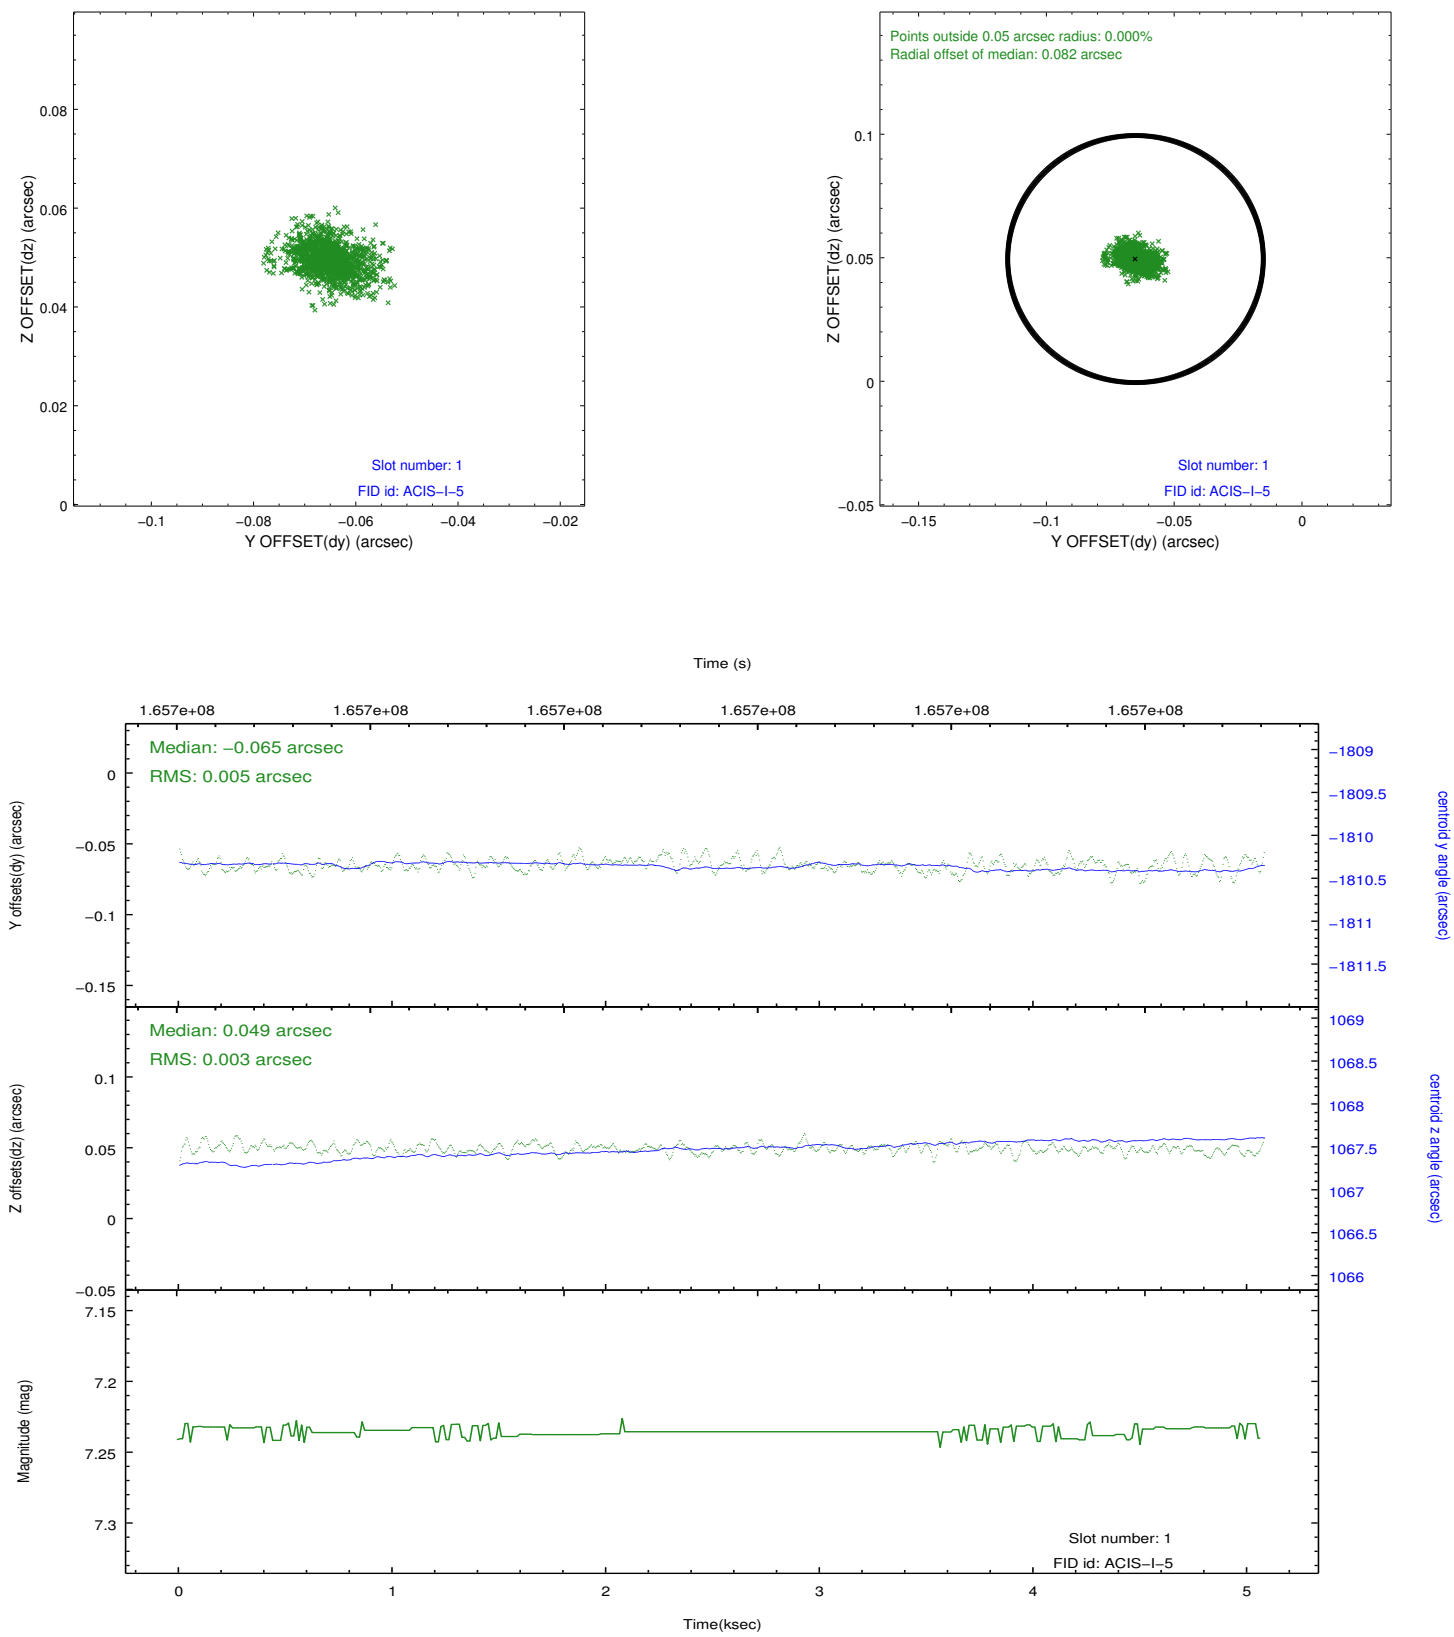 0.08
0.06
0.04
0.02
0
Z OFFSET(dz) (arcsec)
Slot number: 1
FID id: ACIS−I−5
−0.1 −0.08 −0.06 −0.04 −0.02
Y OFFSET(dy) (arcsec)
Points outside 0.05 arcsec radius: 0.000%
Radial offset of median: 0.082 arcsec
0.1
0.05
0
−0.05
Z OFFSET(dz) (arcsec)
Slot number: 1
FID id: ACIS−I−5
−0.15 −0.1 −0.05 0
Y OFFSET(dy) (arcsec)
Time (s)
1.657e+08 1.657e+08 1.657e+08 1.657e+08 1.657e+08 1.657e+08
Median: −0.065 arcsec
RMS: 0.005 arcsec
0
−0.05
−0.1
−0.15
Y offsets(dy) (arcsec)
−1809
−1809.5
−1810
−1810.5
−1811
−1811.5
centroid y angle (arcsec)
Median: 0.049 arcsec
RMS: 0.003 arcsec
0.1
0.05
0
−0.05
Z offsets(dz) (arcsec)
1069
1068.5
1068
1067.5
1067
1066.5
1066
centroid z angle (arcsec)
7.15
7.2
7.25
7.3
Magnitude (mag)
Slot number: 1
FID id: ACIS−I−5
0 1 2 3 4 5
Time(ksec)